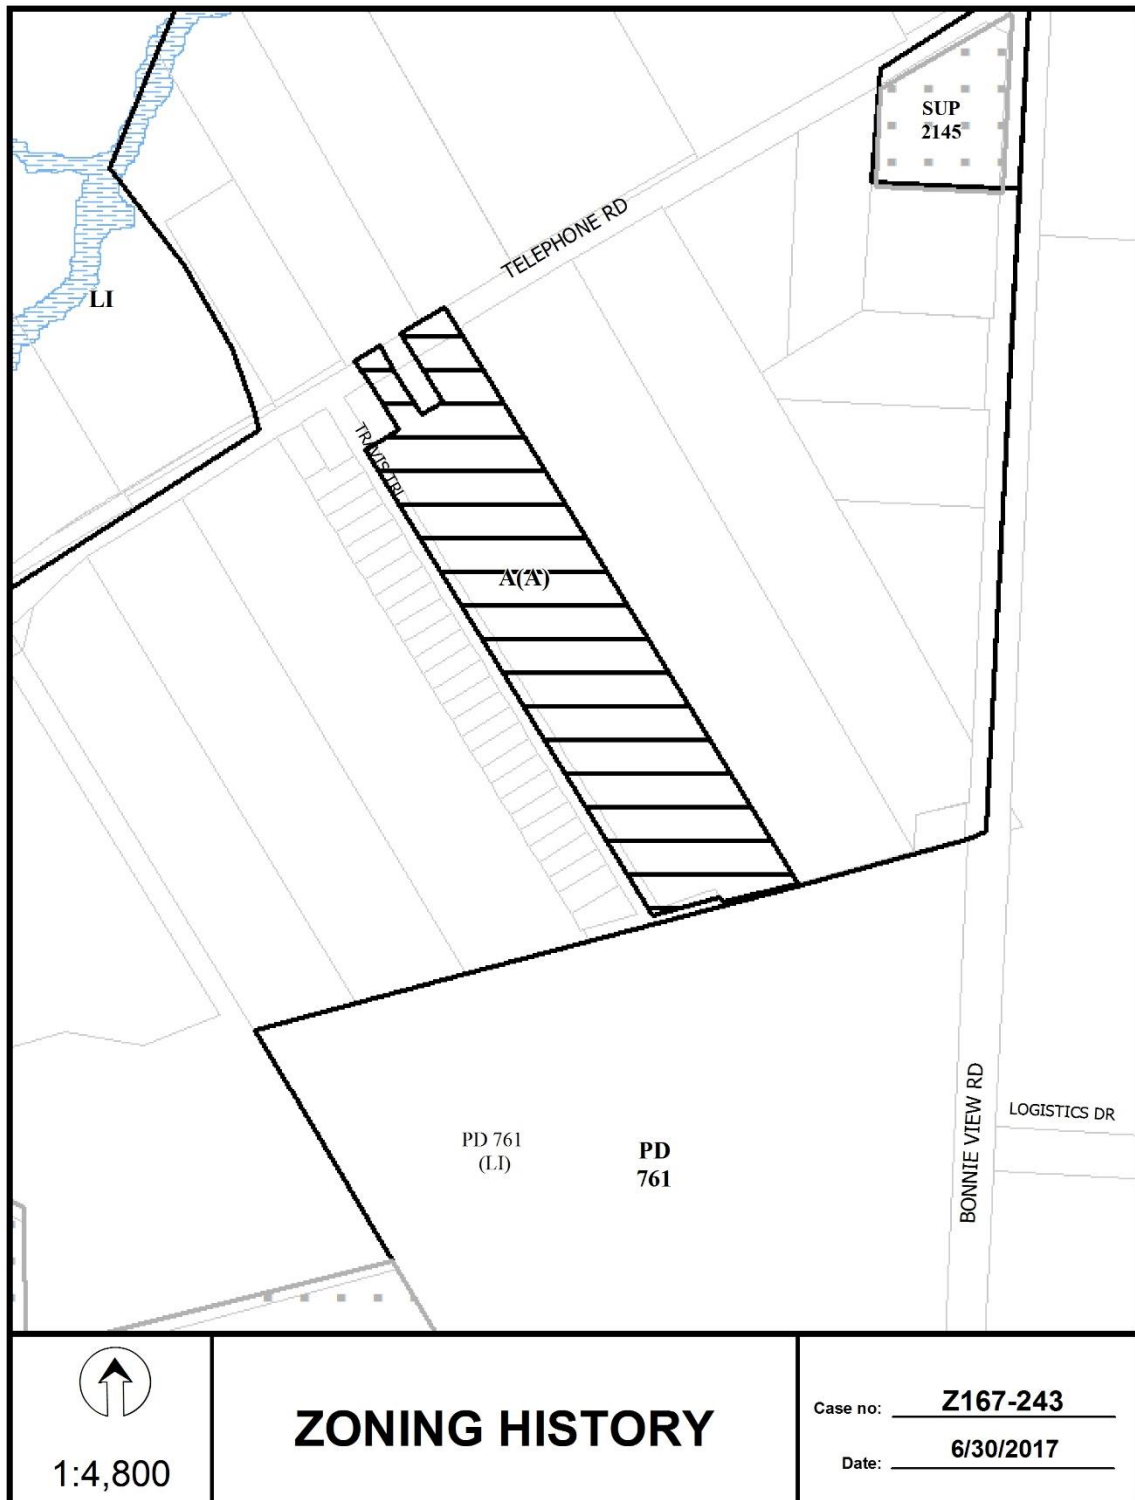 SUP
2145
TELEPHONE RD
LI
TRAVIS TRL
A(A)
BONNIE VIEW RD
LOGISTICS DR
PD 761
(LI)
PD
761
1:4,800
ZONING HISTORY
Case no: Z167-243
Date: 6/30/2017